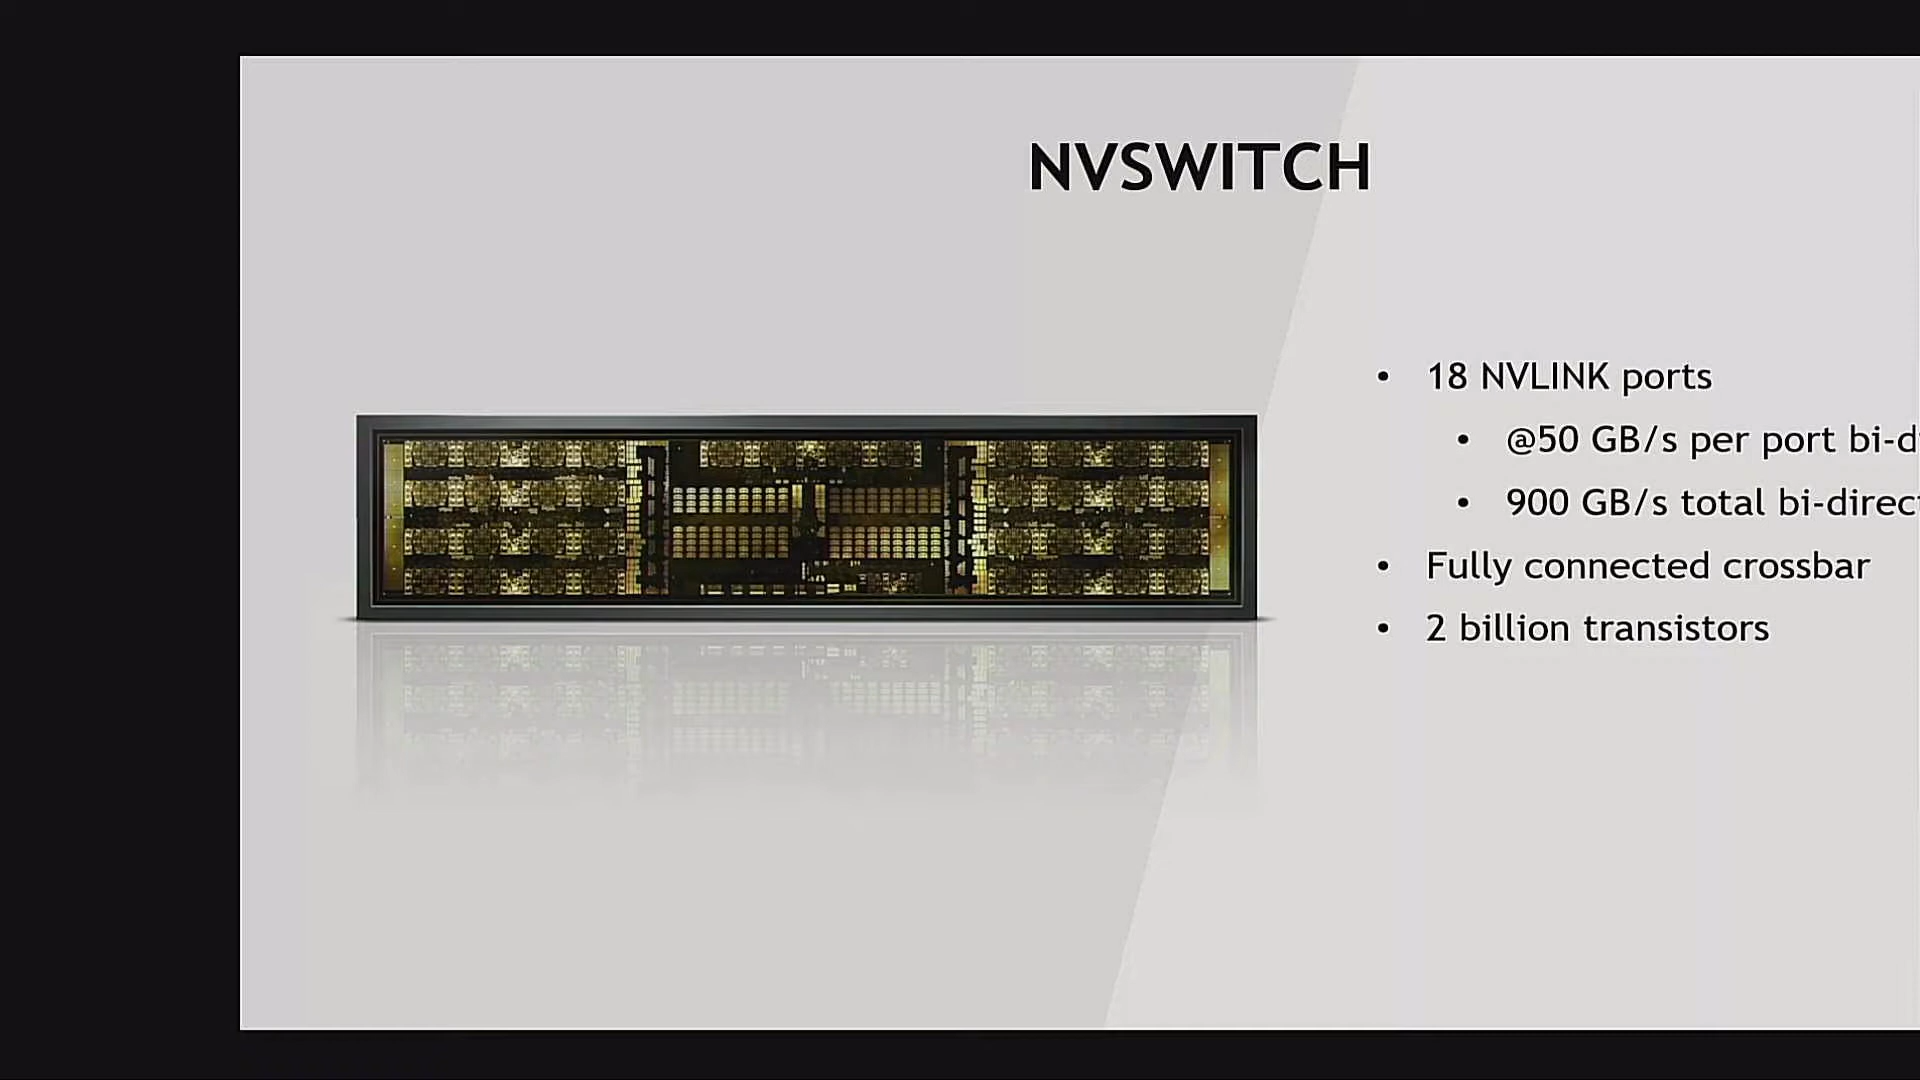 NVSWITCH
• 18 NVLINK ports
• @50 GB/s per port
• 900 GB/s total
• Fully connected crossbar
• 2 billion transistors